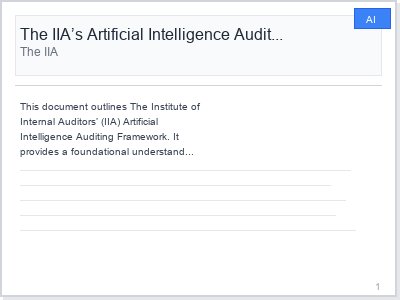 AI
The IIA’s Artificial Intelligence Audit...
The IIA
This document outlines The Institute of
Internal Auditors’ (IIA) Artificial
Intelligence Auditing Framework. It
provides a foundational understand...
1